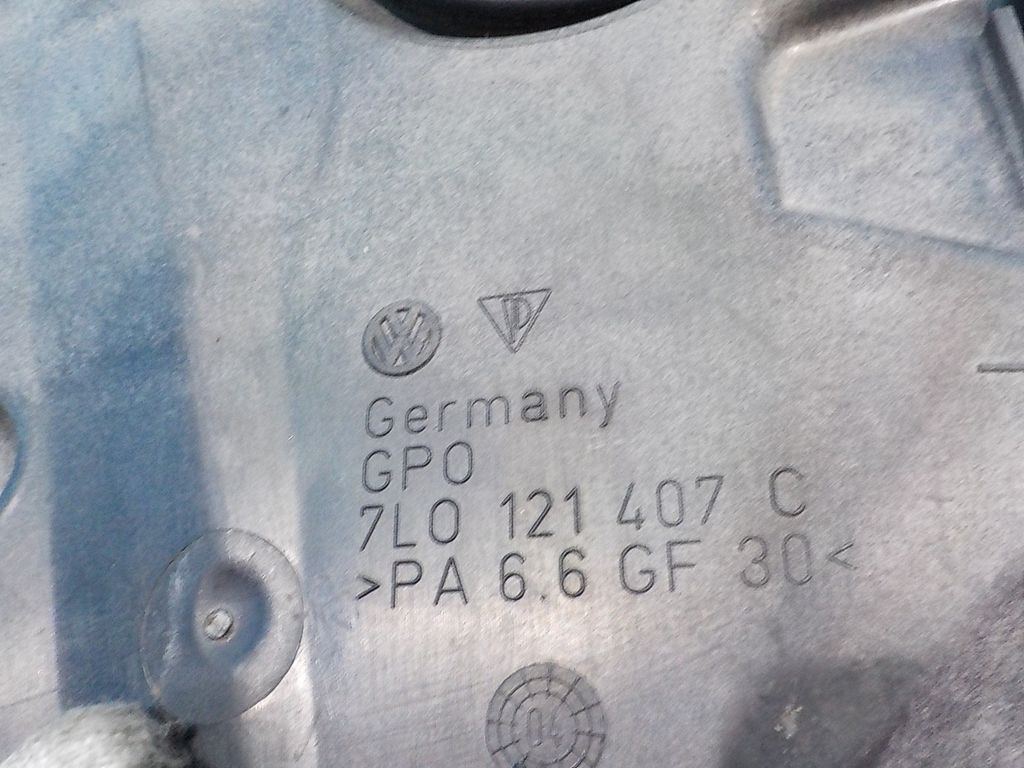 VW
Germany
GPO
7L0 121 407 C
>PA 6.6 GF 30<
04